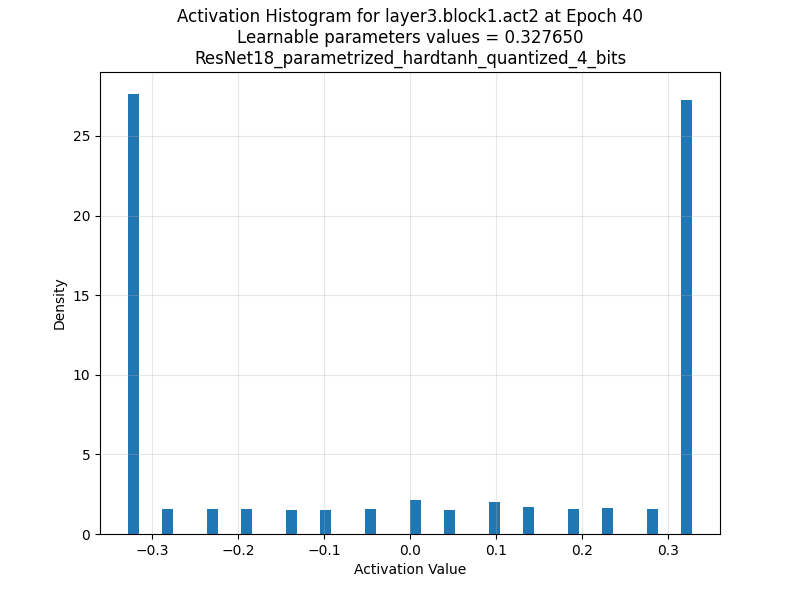 Activation Histogram for layer3.block1.act2 at Epoch 40
Learnable parameters values = 0.327650
ResNet18_parametrized_hardtanh_quantized_4_bits
25
20
15
10
5
0
Density
−0.3
−0.2
−0.1
0.0
0.1
0.2
0.3
Activation Value